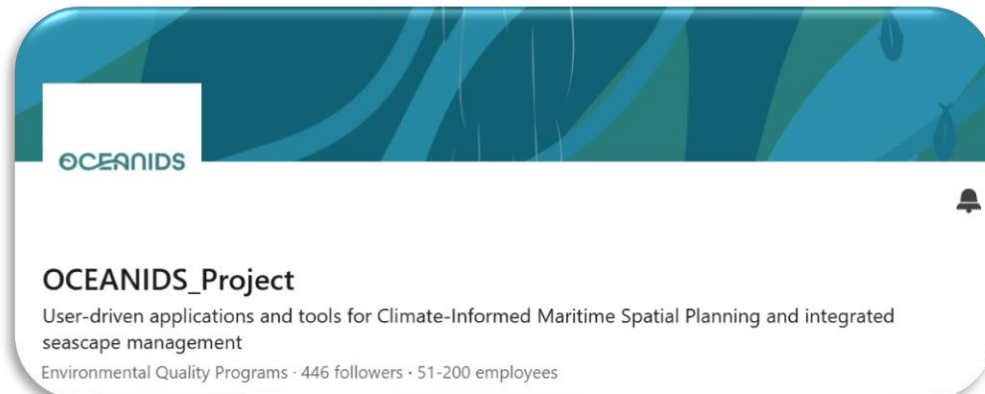 OCEANIDS
OCEANIDS_Project
User-driven applications and tools for Climate-Informed Maritime Spatial Planning and integrated
seascape management
Environmental Quality Programs · 446 followers • 51-200 employees